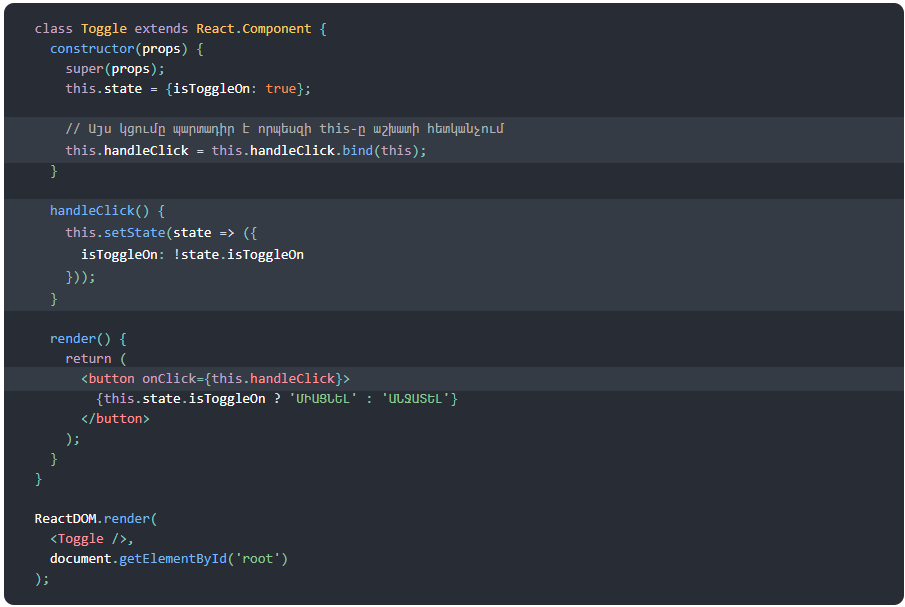 class Toggle extends React.Component {
  constructor(props) {
    super(props);
    this.state = {isToggleOn: true};

    // Այս կցումը պարտադիր է որպեսզի this-ը աշխատի հետկանչում
    this.handleClick = this.handleClick.bind(this);
  }

  handleClick() {
    this.setState(state => ({
      isToggleOn: !state.isToggleOn
    }));
  }

  render() {
    return (
      <button onClick={this.handleClick}>
        {this.state.isToggleOn ? 'ՄԻԱՑՆԵԼ' : 'ԱՆՋԱՏԵԼ'}
      </button>
    );
  }
}

ReactDOM.render(
  <Toggle />,
  document.getElementById('root')
);